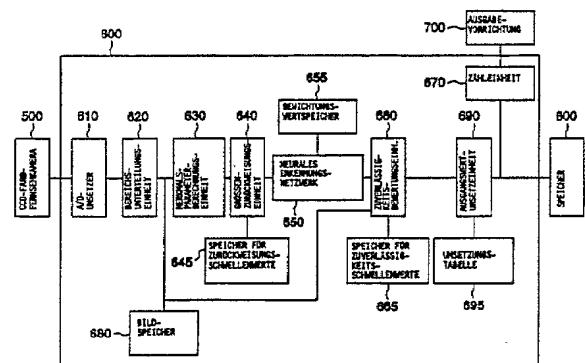 700
AUSGABE-
VORRICHTUNG
600
670
ZÄHLEINHEIT
655
BEWICHTUNGS-
WERTSPEICHER
500
CCD-FARB-
FERNSEHKAMERA
610
A/D-
UMSETZER
620
BEREICHS-
UNTERTEILUNGS-
EINHEIT
630
MERKMALS-
PARAMETER-
BERECHNUNGS-
EINHEIT
640
ZURÜCKWEISUNGS-
EINHEIT
NEURALES
ERKENNUNGS-
NETZWERK
650
660
ZUVERLÄSSIG-
KEITS-
BEWERTUNGSEINH.
690
AUSGANGSWERT-
UMSETZEINHEIT
800
SPEICHER
645
SPEICHER FÜR
ZURÜCKWEISUNGS-
SCHWELLENWERTE
SPEICHER FÜR
ZUVERLÄSSIG-
KEITS-
SCHWELLENWERTE
665
UMSETZUNGS-
TABELLE
695
680
BILD-
SPEICHER